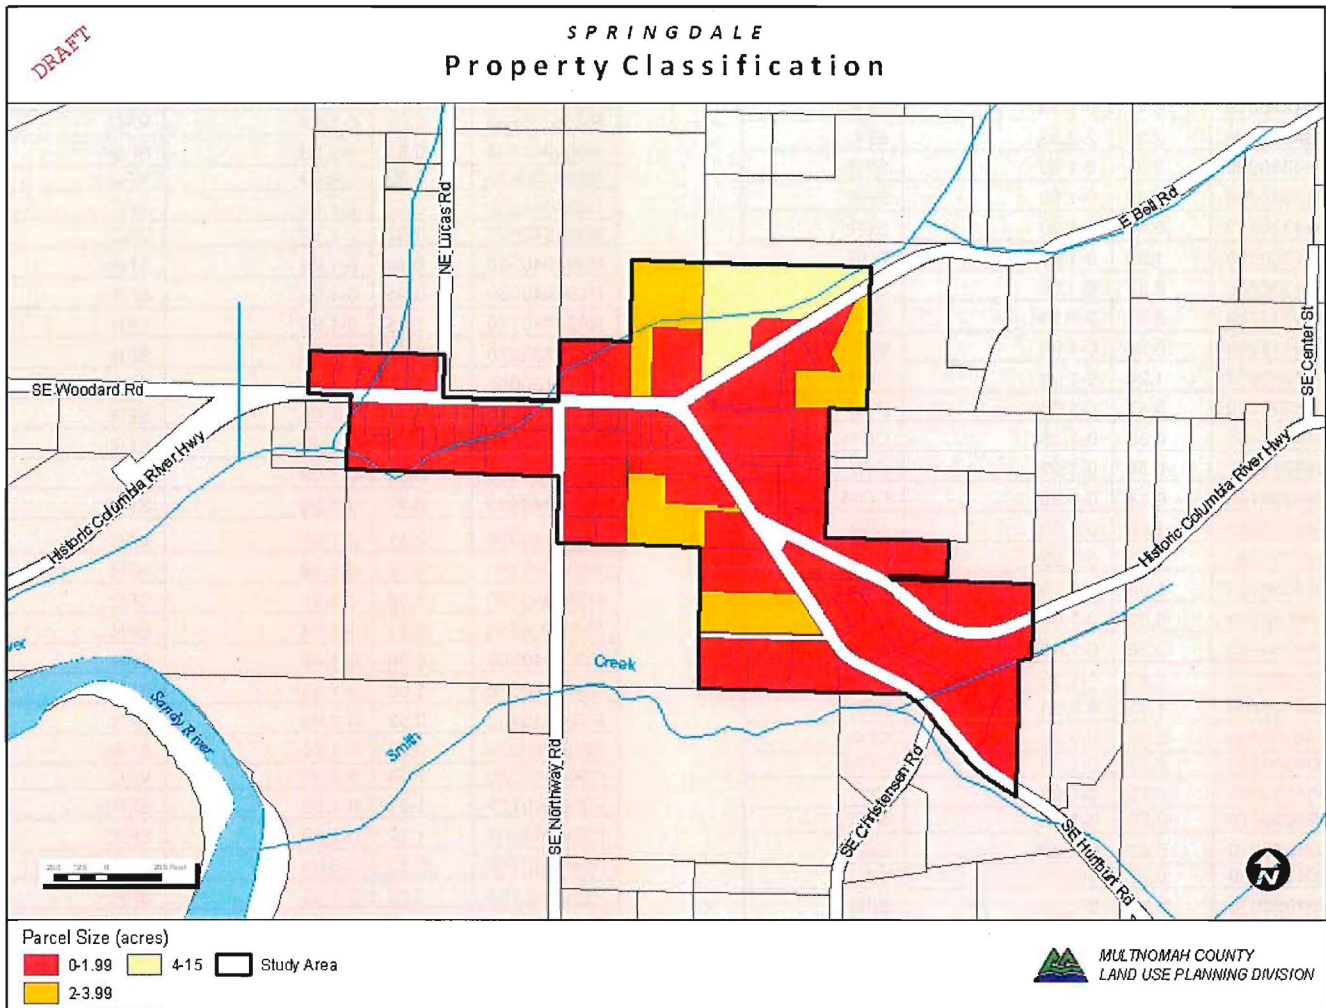 DRAFT
SPRINGDALE
Property Classification
NE Lucas Rd
E Bell Rd
SE Center St
SE Woodard Rd
Historic Columbia River Hwy
Historic Columbia River Hwy
ver
Sandy River
Creek
Smith
SE Northway Rd
SE Christensen Rd
SE Hurlburt Rd
N
Parcel Size (acres)
0-1.99
4-15
Study Area
2-3.99
MULTNOMAH COUNTY
LAND USE PLANNING DIVISION